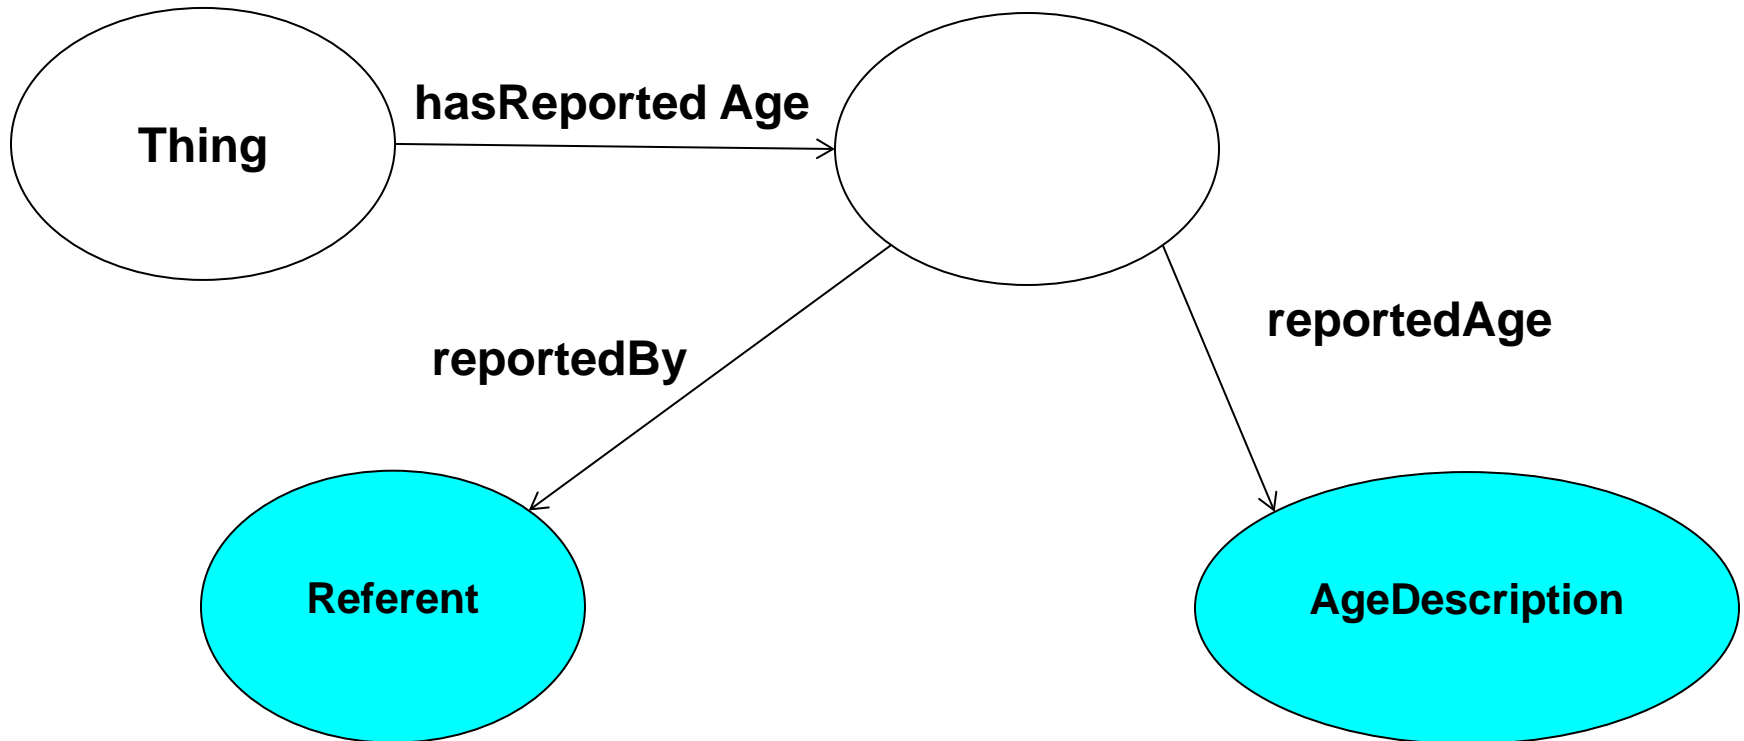 hasReported Age
Thing
reportedAge
reportedBy
Referent
AgeDescription